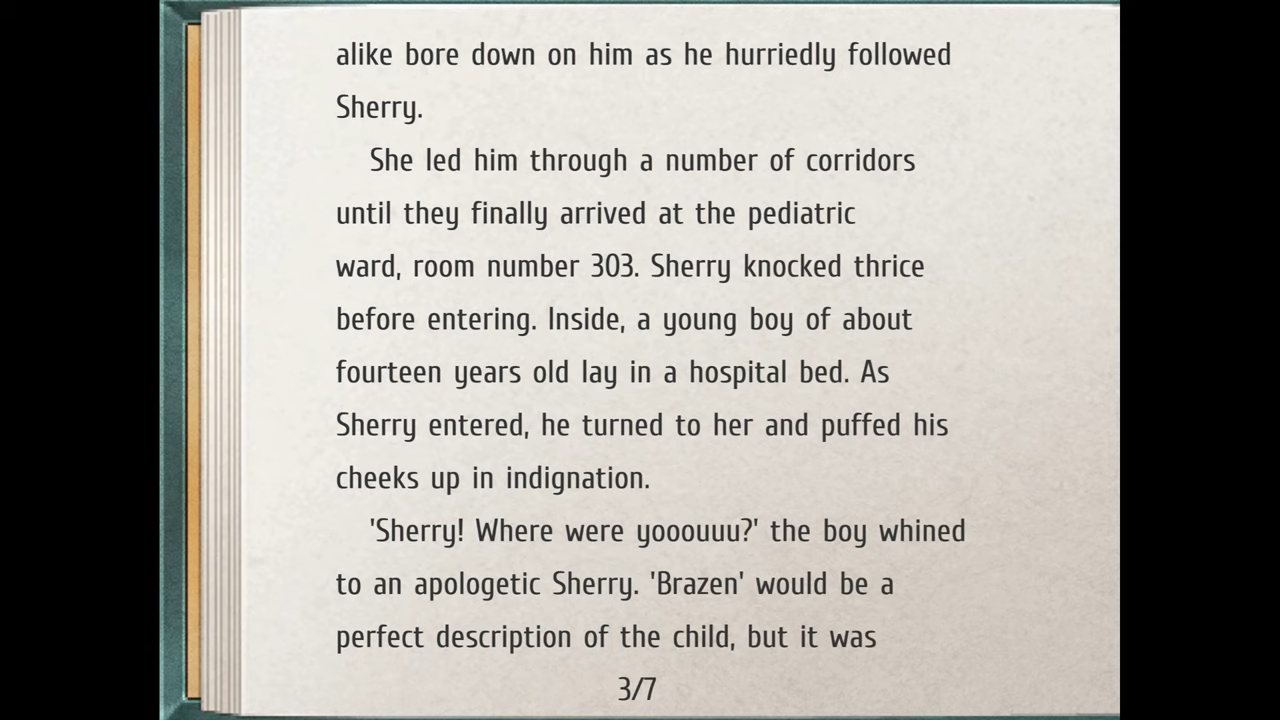 alike bore down on him as he hurriedly followed
Sherry.
She led him through a number of corridors
until they finally arrived at the pediatric
ward, room number 303. Sherry knocked thrice
before entering. Inside, a young boy of about
fourteen years old lay in a hospital bed. As
Sherry entered, he turned to her and puffed his
cheeks up in indignation.
'Sherry! Where were yooouuu?' the boy whined
to an apologetic Sherry. 'Brazen' would be a
perfect description of the child, but it was
3/7